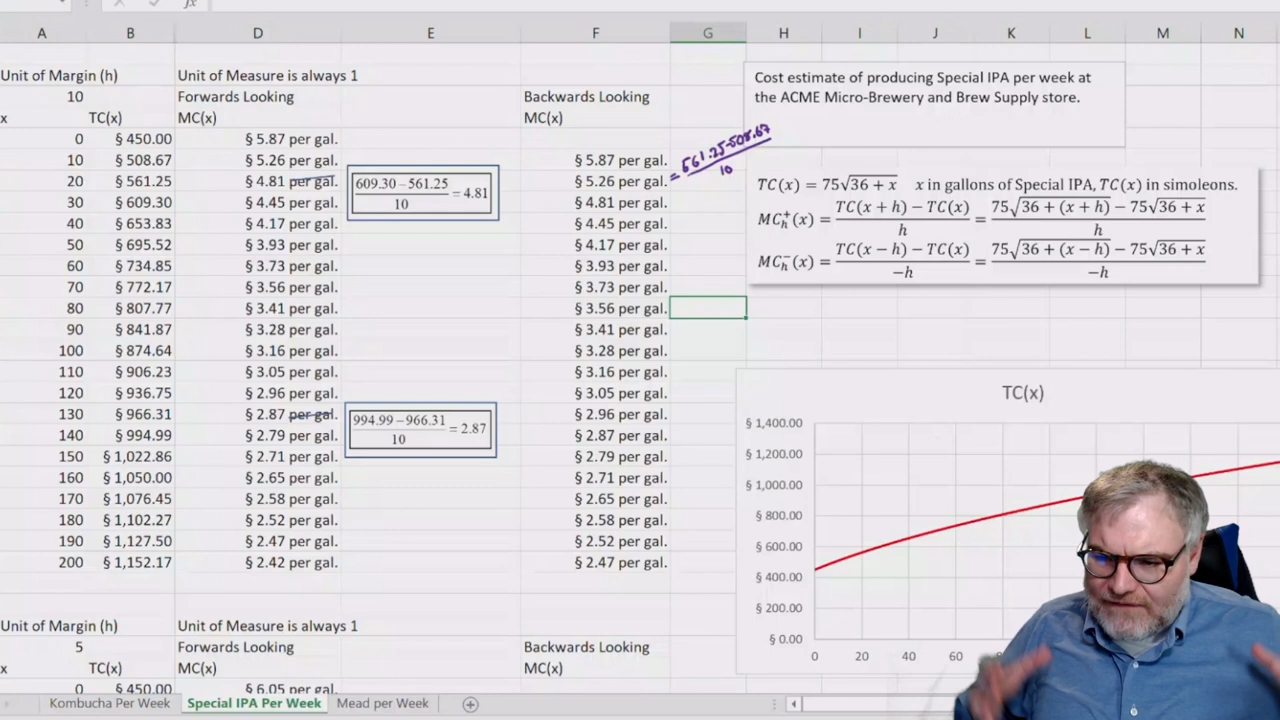 fx
A B D E F G H I J K L M N
Unit of Margin (h) Unit of Measure is always 1
10 Forwards Looking Backwards Looking
x TC(x) MC(x) MC(x)
0 § 450.00 § 5.87 per gal.
10 § 508.67 § 5.26 per gal. § 5.87 per gal.
20 § 561.25 § 4.81 per gal. § 5.26 per gal.
30 § 609.30 § 4.45 per gal. § 4.81 per gal.
40 § 653.83 § 4.17 per gal. § 4.45 per gal.
50 § 695.52 § 3.93 per gal. § 4.17 per gal.
60 § 734.85 § 3.73 per gal. § 3.93 per gal.
70 § 772.17 § 3.56 per gal. § 3.73 per gal.
80 § 807.77 § 3.41 per gal. § 3.56 per gal.
90 § 841.87 § 3.28 per gal. § 3.41 per gal.
100 § 874.64 § 3.16 per gal. § 3.28 per gal.
110 § 906.23 § 3.05 per gal. § 3.16 per gal.
120 § 936.75 § 2.96 per gal. § 3.05 per gal.
130 § 966.31 § 2.87 per gal. § 2.96 per gal.
140 § 994.99 § 2.79 per gal. § 2.87 per gal.
150 § 1,022.86 § 2.71 per gal. § 2.79 per gal.
160 § 1,050.00 § 2.65 per gal. § 2.71 per gal.
170 § 1,076.45 § 2.58 per gal. § 2.65 per gal.
180 § 1,102.27 § 2.52 per gal. § 2.58 per gal.
190 § 1,127.50 § 2.47 per gal. § 2.52 per gal.
200 § 1,152.17 § 2.42 per gal. § 2.47 per gal.
609.30 – 561.25
10
= 4.81
994.99 – 966.31
10
= 2.87
= 561.25-508.67
10
Cost estimate of producing Special IPA per week at
the ACME Micro-Brewery and Brew Supply store.
TC(x) = 75√36 + x x in gallons of Special IPA, TC(x) in simoleons.
MC_h^+(x) = (TC(x + h) − TC(x))/h = (75√36 + (x + h) − 75√36 + x)/h
MC_h^−(x) = (TC(x − h) − TC(x))/−h = (75√36 + (x − h) − 75√36 + x)/−h
TC(x)
§ 1,400.00
§ 1,200.00
§ 1,000.00
§ 800.00
§ 600.00
§ 400.00
§ 200.00
§ 0.00
0 20 40 60
Unit of Margin (h) Unit of Measure is always 1
5 Forwards Looking Backwards Looking
x TC(x) MC(x) MC(x)
0 § 450.00 § 6.05 per gal.
Kombucha Per Week Special IPA Per Week Mead per Week